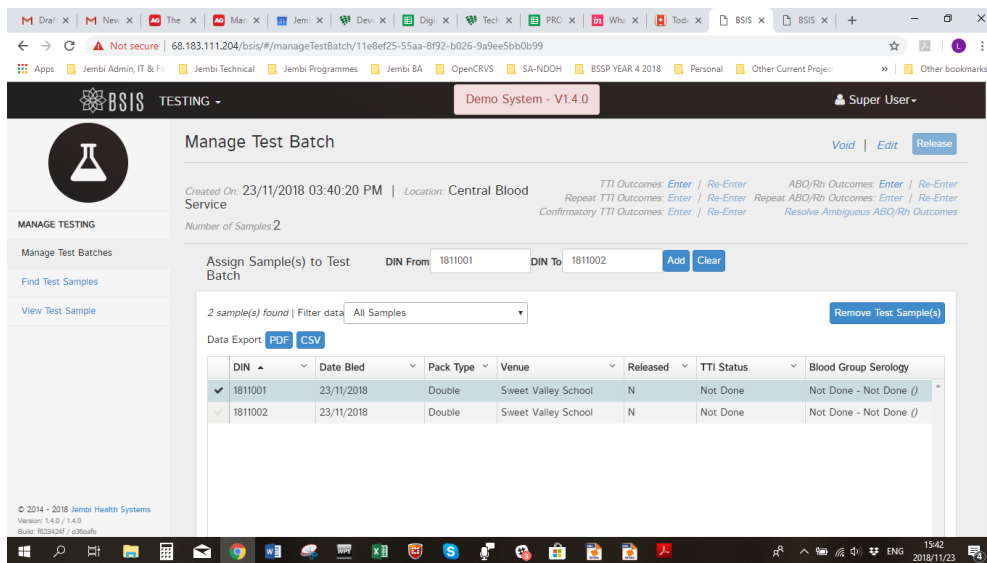 Draf New The Man Jemi Dev Digi Tech PRO Wha Toda BSIS BSIS
Not secure | 68.183.111.204/bsis/#/manageTestBatch/11e8ef25-55aa-8f92-b026-9a9ee5bb0b99
Apps Jembi Admin, IT & Fi Jembi Technical Jembi Programmes Jembi BA OpenCRVS SA-NDOH BSSP YEAR 4 2018 Personal Other Current Project » Other bookmarks
BSIS TESTING Demo System - V1.4.0 Super User
Manage Test Batch Void | Edit Release
Created On: 23/11/2018 03:40:20 PM | Location: Central Blood Service
Number of Samples:2
TTI Outcomes: Enter | Re-Enter ABO/Rh Outcomes: Enter | Re-Enter
Repeat TTI Outcomes: Enter | Re-Enter Repeat ABO/Rh Outcomes: Enter | Re-Enter
Confirmatory TTI Outcomes: Enter | Re-Enter Resolve Ambiguous ABO/Rh Outcomes
MANAGE TESTING
Manage Test Batches
Find Test Samples
View Test Sample
Assign Sample(s) to Test Batch DIN From 1811001 DIN To 1811002 Add Clear
2 sample(s) found | Filter data All Samples Remove Test Sample(s)
Data Export PDF CSV
DIN Date Bled Pack Type Venue Released TTI Status Blood Group Serology
1811001 23/11/2018 Double Sweet Valley School N Not Done Not Done - Not Done ()
1811002 23/11/2018 Double Sweet Valley School N Not Done Not Done - Not Done ()
© 2014 - 2018 Jembi Health Systems
Version: 1.4.0 / 1.4.0
ENG 15:42
2018/11/23